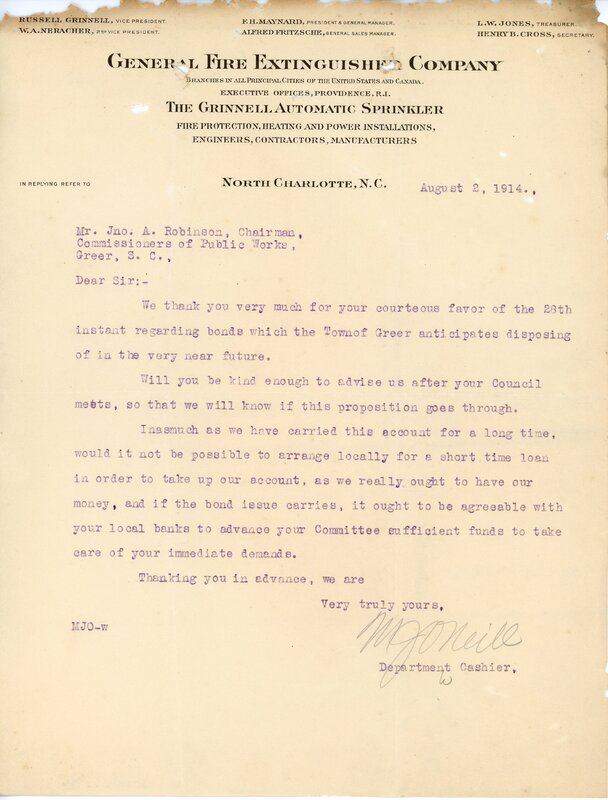 RUSSELL GRINNELL, VICE PRESIDENT.
W. A. NERACHER, 2ND VICE PRESIDENT.
F. H. MAYNARD, PRESIDENT & GENERAL MANAGER.
ALFRED FRITZSCHE, GENERAL SALES MANAGER.
L. W. JONES, TREASURER.
HENRY B. CROSS, SECRETARY.
GENERAL FIRE EXTINGUISHER COMPANY
BRANCHES IN ALL PRINCIPAL CITIES OF THE UNITED STATES AND CANADA.
EXECUTIVE OFFICES, PROVIDENCE, R.I.
THE GRINNELL AUTOMATIC SPRINKLER
FIRE PROTECTION, HEATING AND POWER INSTALLATIONS,
ENGINEERS, CONTRACTORS, MANUFACTURERS
IN REPLYING REFER TO
NORTH CHARLOTTE, N.C.
August 2, 1914.,
Mr. Jno. A. Robinson, Chairman,
Commissioners of Public Works,
Greer, S. C.,
Dear Sir:-
We thank you very much for your courteous favor of the 28th
instant regarding bonds which the Townof Greer anticipates disposing
of in the very near future.
Will you be kind enough to advise us after your Council
meets, so that we will know if this proposition goes through.
Inasmuch as we have carried this account for a long time,
would it not be possible to arrange locally for a short time loan
in order to take up our account, as we really ought to have our
money, and if the bond issue carries, it ought to be agreeable with
your local banks to advance your Committee sufficient funds to take
care of your immediate demands.
Thanking you in advance, we are
Very truly yours,
MJO-w
MJONeill
Department Cashier.
w